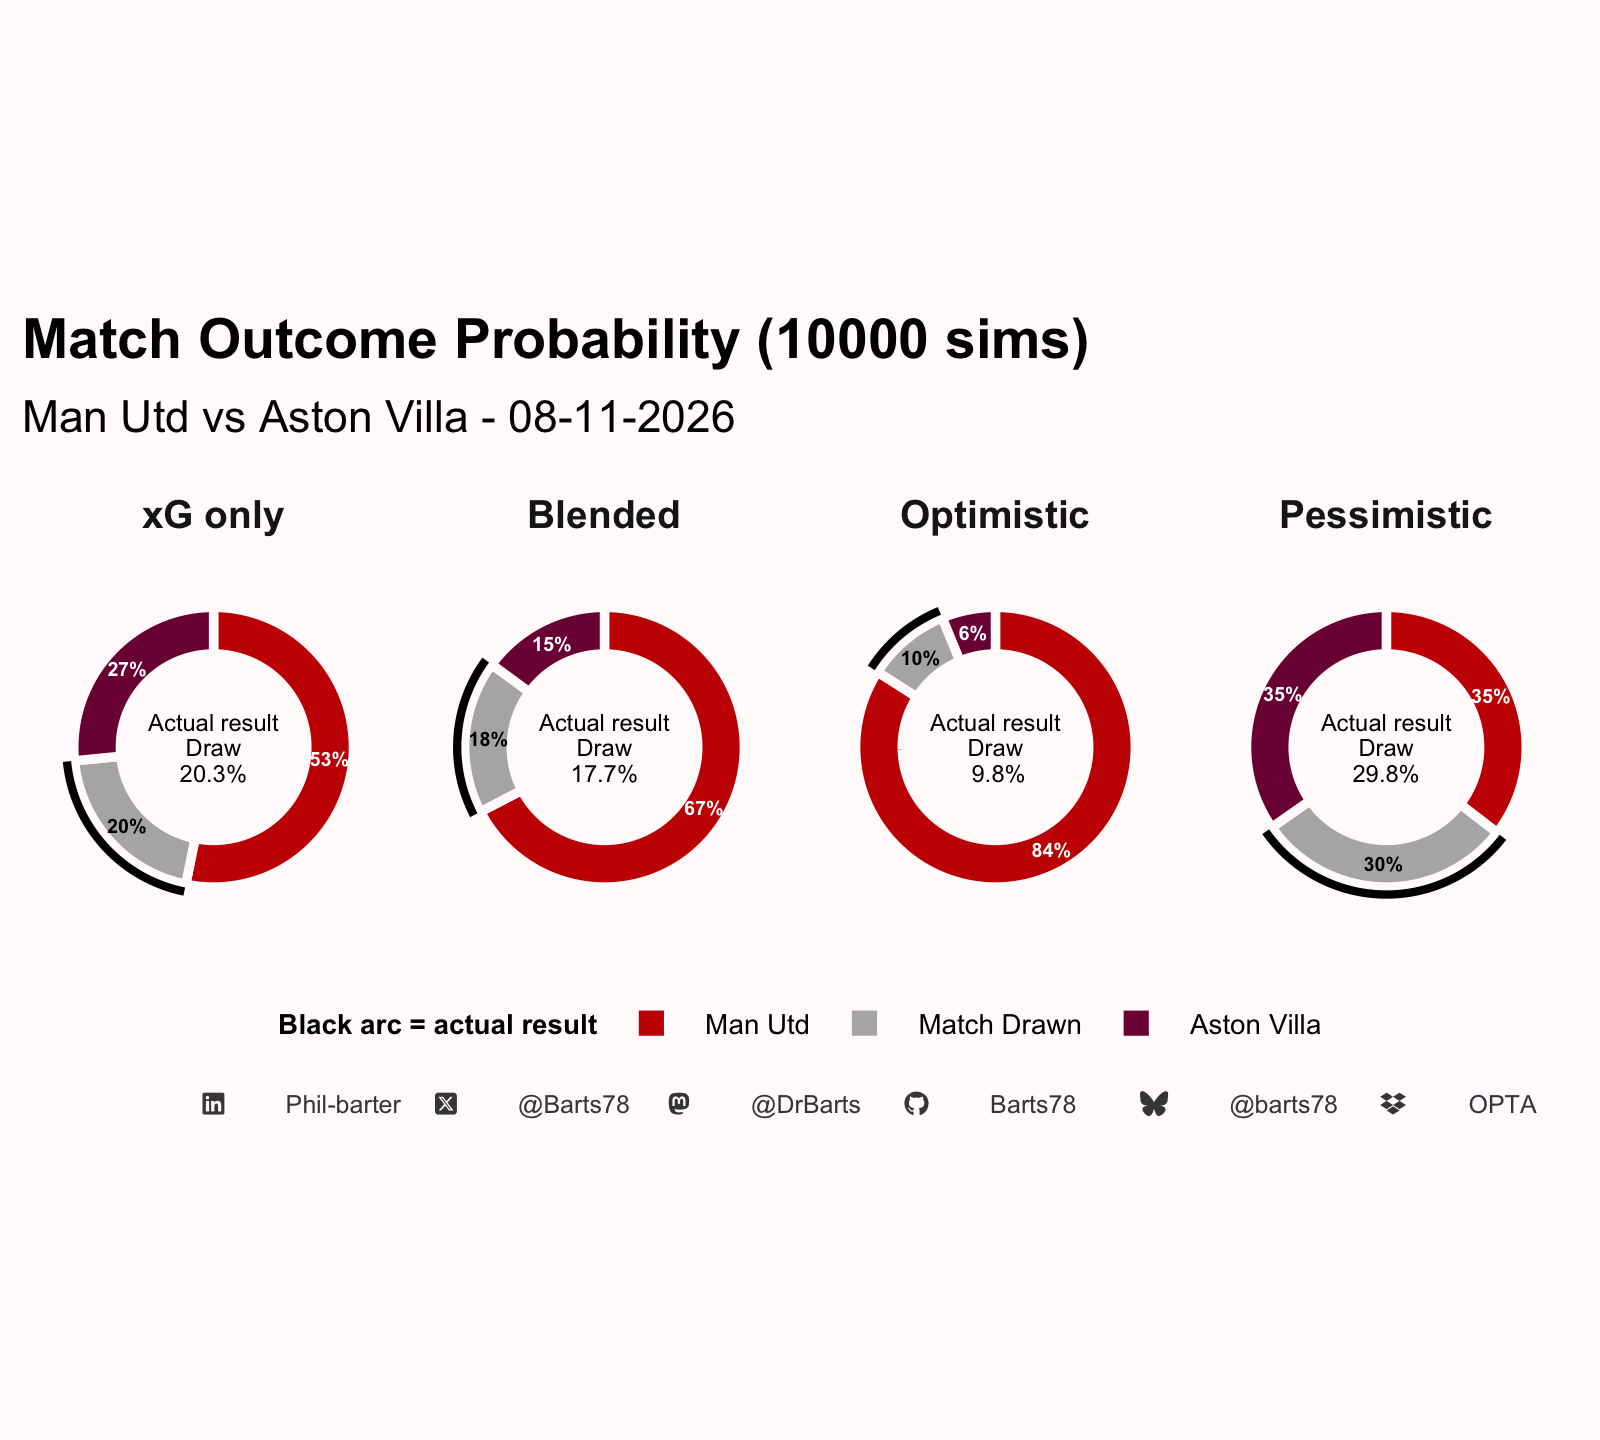 Match Outcome Probability (10000 sims)
Man Utd vs Aston Villa - 08-11-2026
xG only
Blended
Optimistic
Pessimistic
27%
53%
20%
Actual result
Draw
20.3%
15%
18%
67%
Actual result
Draw
17.7%
6%
10%
84%
Actual result
Draw
9.8%
35%
35%
30%
Actual result
Draw
29.8%
Black arc = actual result Man Utd Match Drawn Aston Villa
Phil-barter @Barts78 @DrBarts Barts78 @barts78 OPTA